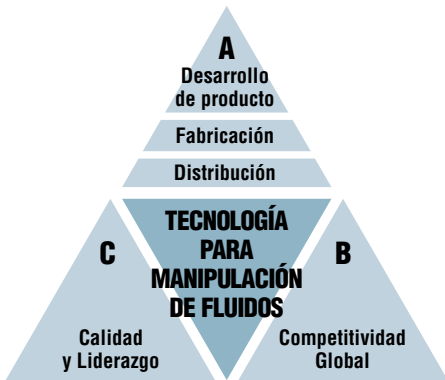 A
Desarrollo
de producto
Fabricación
Distribución
TECNOLOGÍA
PARA
MANIPULACIÓN
DE FLUIDOS
C
Calidad
y Liderazgo
B
Competitividad
Global